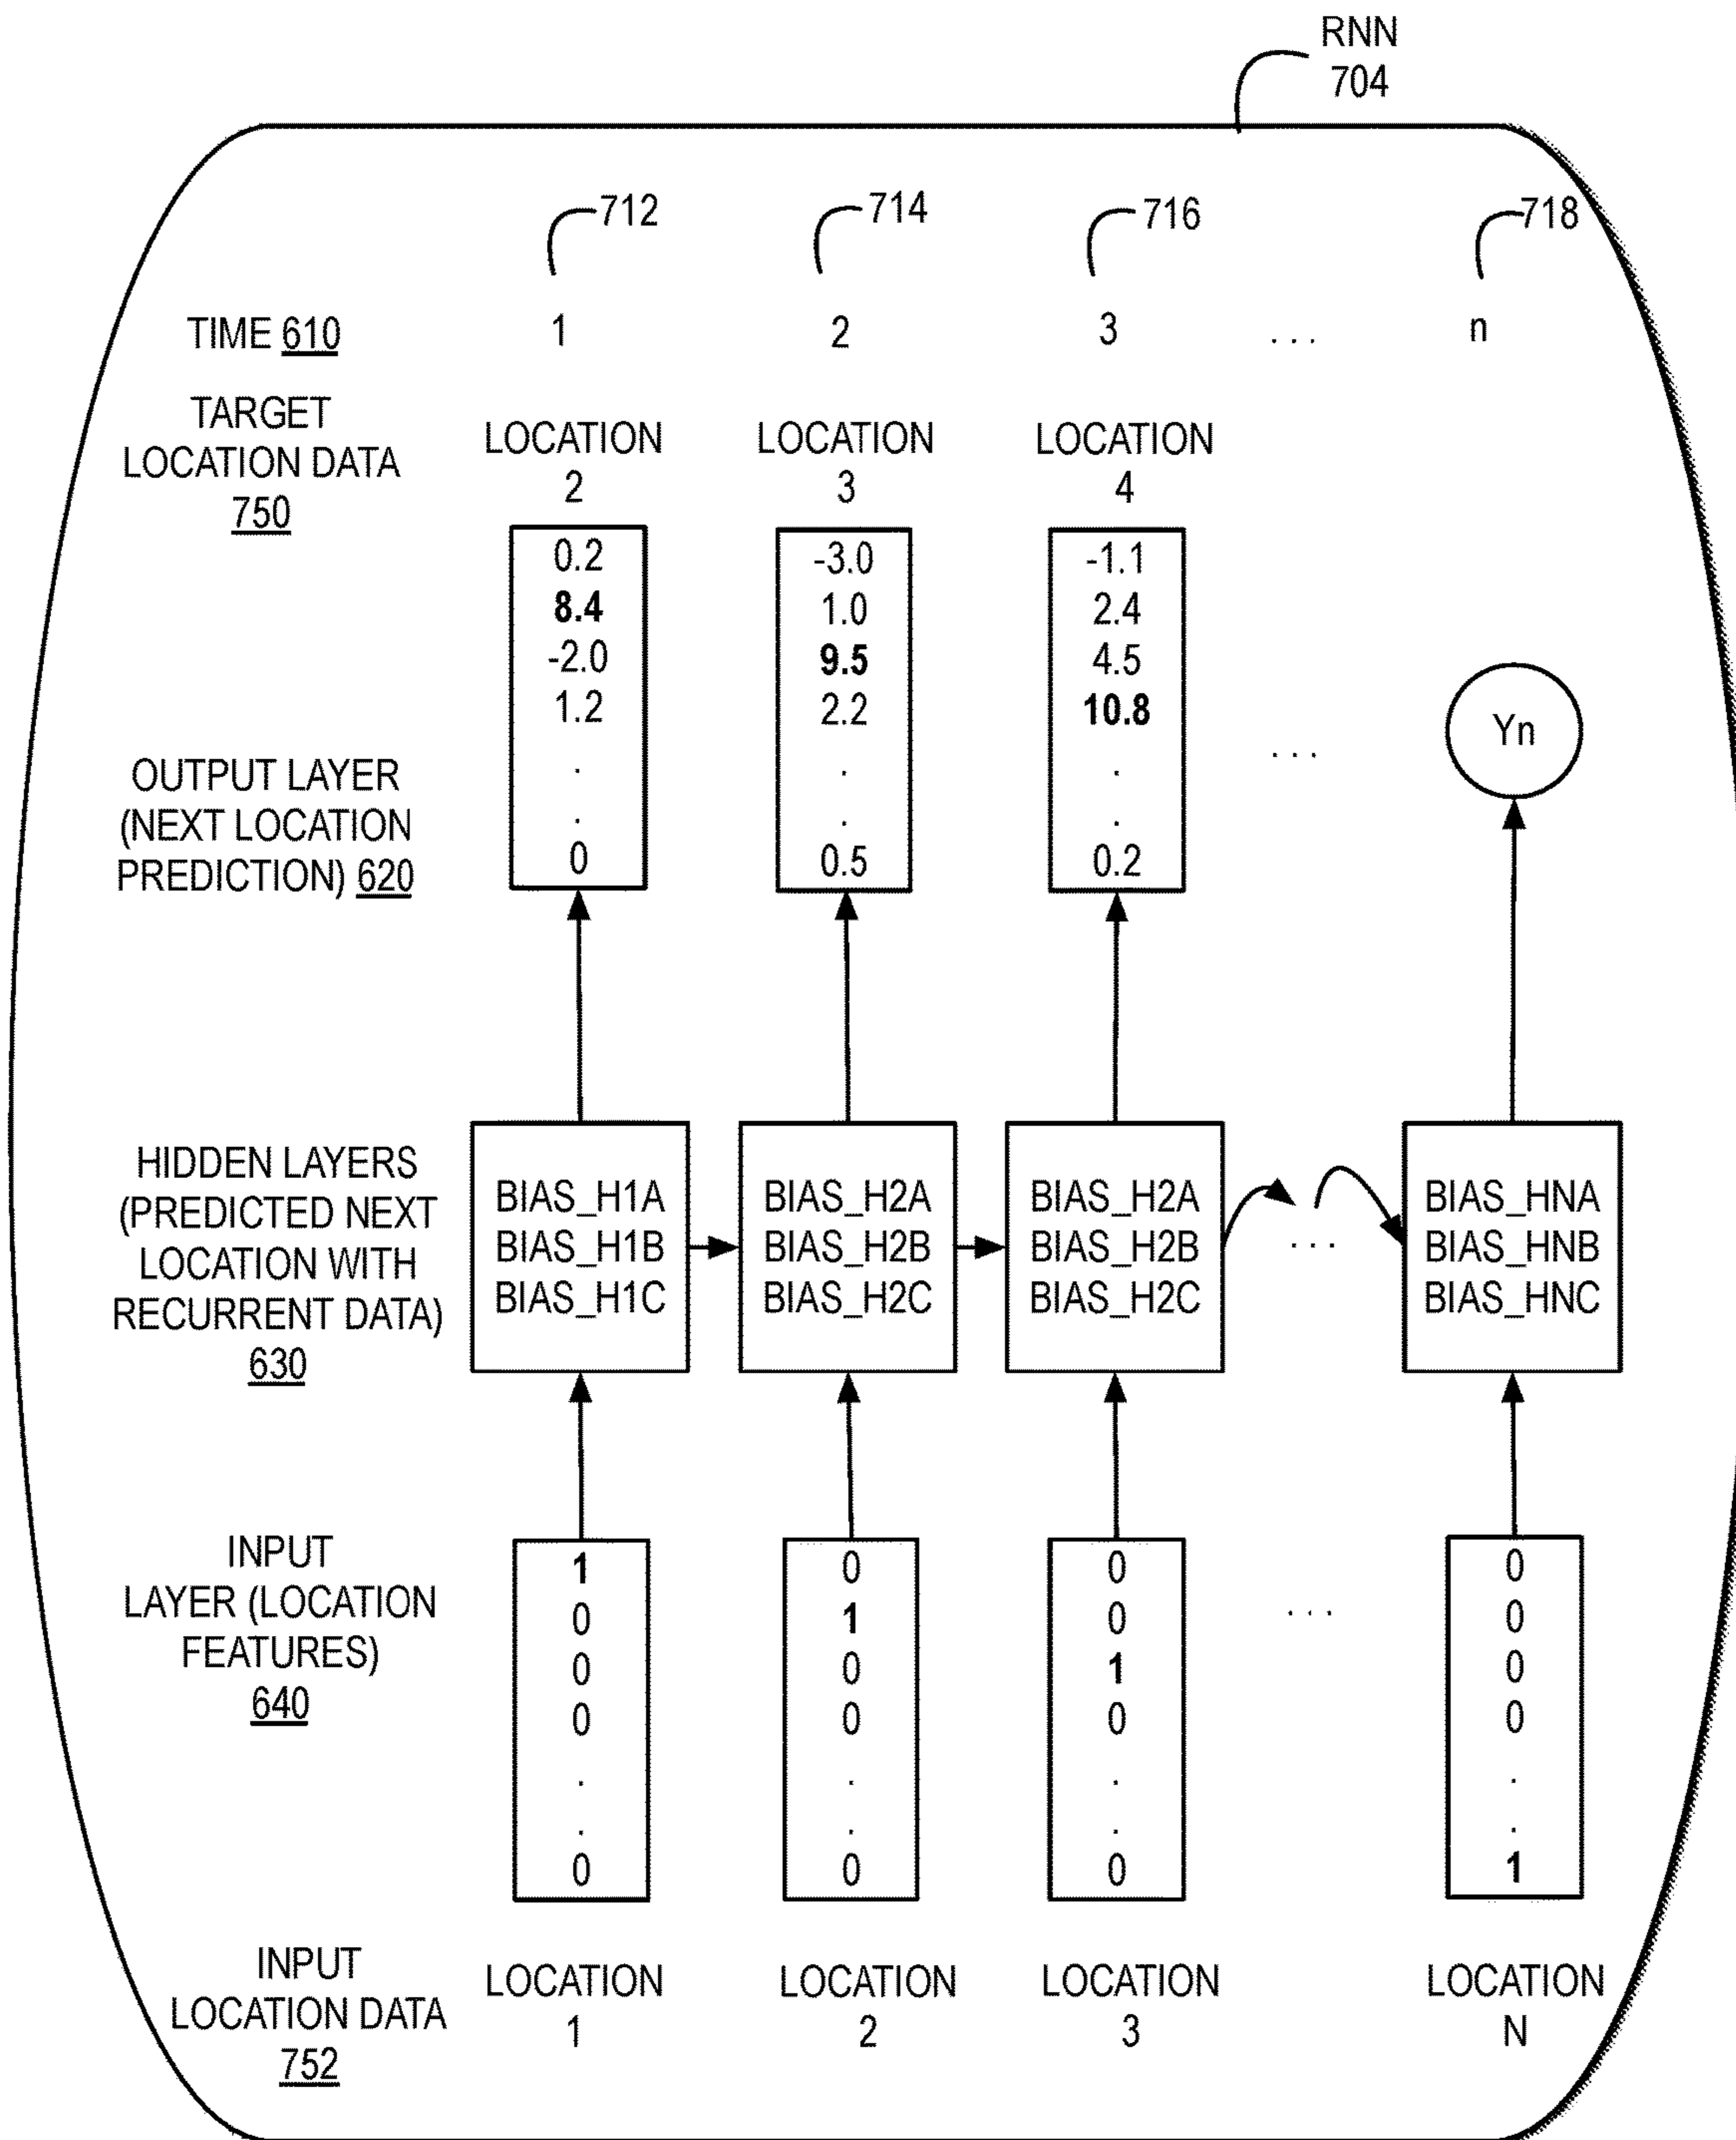 RNN
704
712
714
716
718
TIME 610
1
2
3
. . .
n
TARGET
LOCATION DATA
750
LOCATION
2
LOCATION
3
LOCATION
4
OUTPUT LAYER
(NEXT LOCATION
PREDICTION) 620
0.2
8.4
-2.0
1.2
.
.
0
-3.0
1.0
9.5
2.2
.
.
0.5
-1.1
2.4
4.5
10.8
.
.
0.2
. . .
Yn
HIDDEN LAYERS
(PREDICTED NEXT
LOCATION WITH
RECURRENT DATA)
630
BIAS_H1A
BIAS_H1B
BIAS_H1C
BIAS_H2A
BIAS_H2B
BIAS_H2C
BIAS_H2A
BIAS_H2B
BIAS_H2C
. . .
BIAS_HNA
BIAS_HNB
BIAS_HNC
INPUT
LAYER (LOCATION
FEATURES)
640
1
0
0
0
.
.
0
0
1
0
0
.
.
0
0
0
1
0
.
.
0
. . .
0
0
0
0
.
.
1
INPUT
LOCATION DATA
752
LOCATION
1
LOCATION
2
LOCATION
3
LOCATION
N